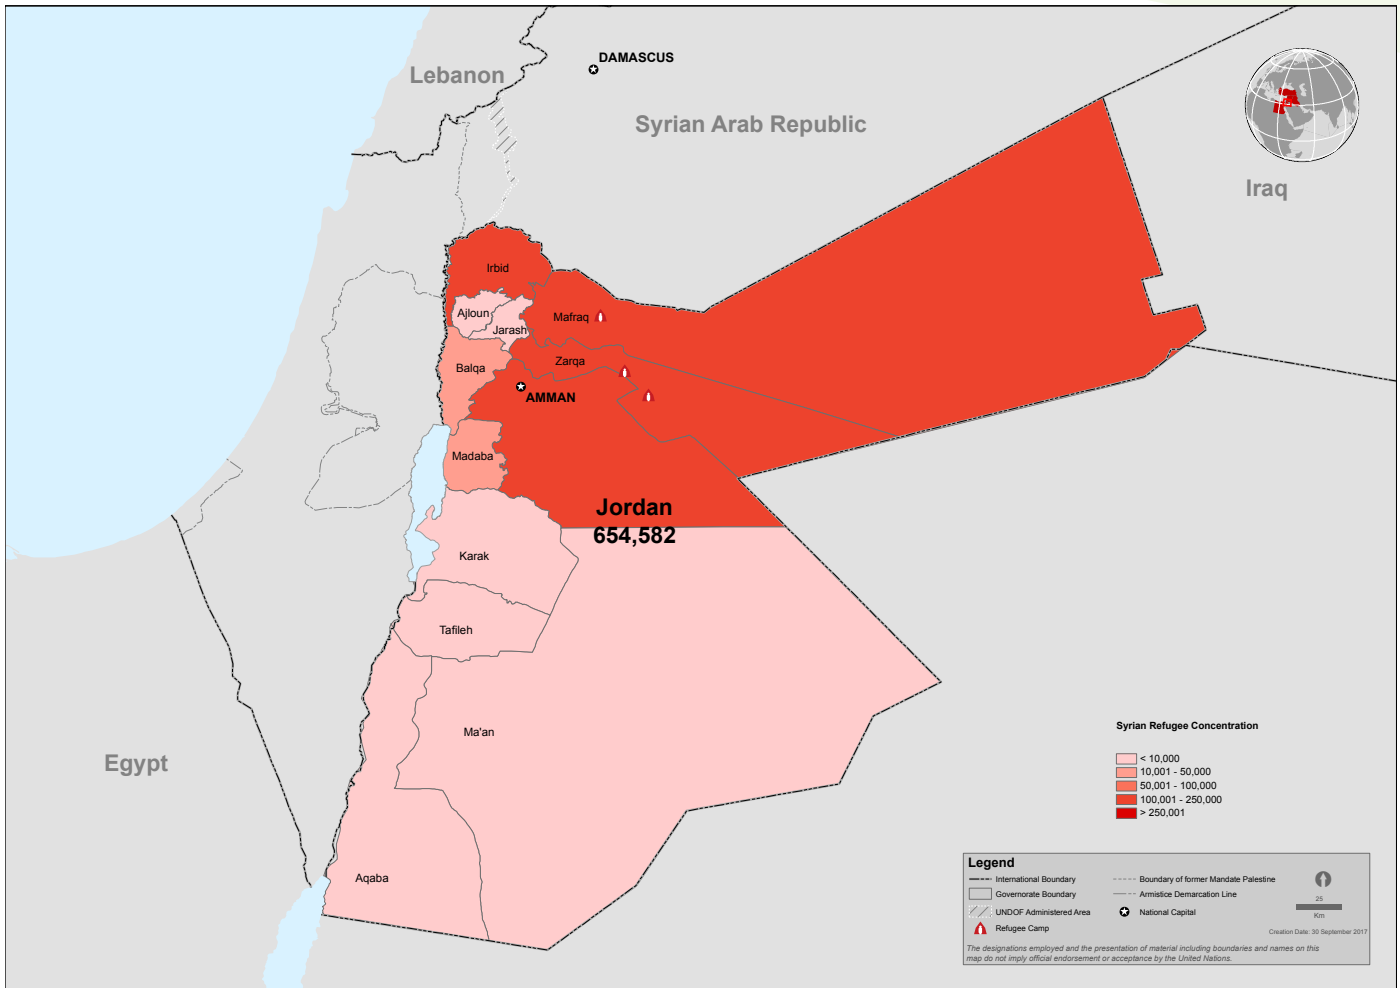 DAMASCUS
Lebanon
Syrian Arab Republic
Iraq
Irbid
Ajloun
Mafraq
Jarash
Zarqa
Balqa
AMMAN
Madaba
Jordan
654,582
Karak
Tafileh
Ma'an
Egypt
Aqaba
Syrian Refugee Concentration
< 10,000
10,001 - 50,000
50,001 - 100,000
100,001 - 250,000
> 250,001
Legend
International Boundary
Governorate Boundary
UNDOF Administered Area
Refugee Camp
Boundary of former Mandate Palestine
Armistice Demarcation Line
National Capital
25
Km
Creation Date: 30 September 2017
The designations employed and the presentation of material including boundaries and names on this
map do not imply official endorsement or acceptance by the United Nations.